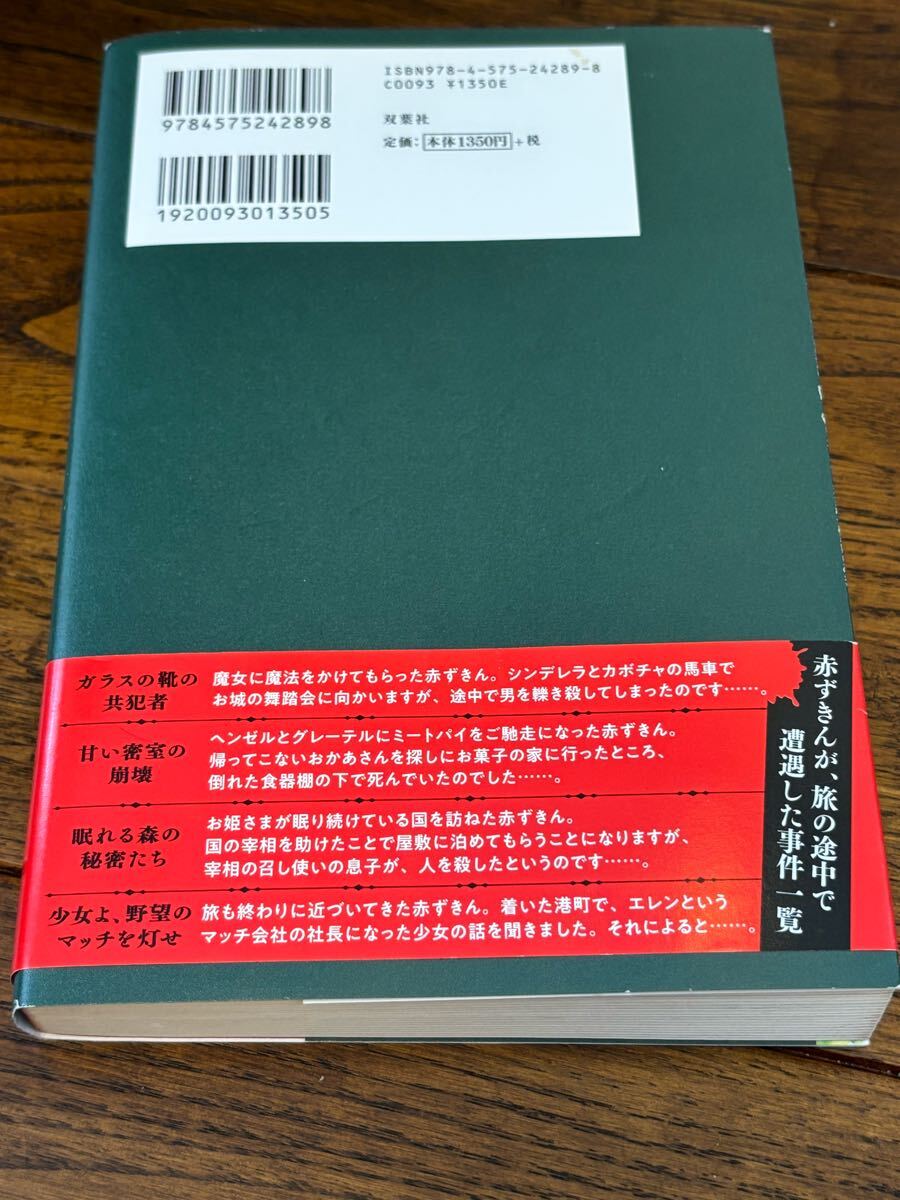 ISBN978-4-575-24289-8
C0093 ¥1350E
9784575242898
双葉社
定価：本体1350円＋税
1920093013505
赤ずきんが、旅の途中で
遭遇した事件一覧
ガラスの靴の
共犯者
魔女に魔法をかけてもらった赤ずきん。シンデレラとカボチャの馬車で
お城の舞踏会に向かいますが、途中で男を轢き殺してしまったのです……。
甘い密室の
崩壊
ヘンゼルとグレーテルにミートパイをご馳走になった赤ずきん。
帰ってこないおかあさんを探しにお菓子の家に行ったところ、
倒れた食器棚の下で死んでいたのでした……。
眠れる森の
秘密たち
お姫さまが眠り続けている国を訪ねた赤ずきん。
国の宰相を助けたことで屋敷に泊めてもらうことになりますが、
宰相の召し使いの息子が、人を殺したというのです……。
少女よ、野望の
マッチを灯せ
旅も終わりに近づいてきた赤ずきん。着いた港町で、エレンという
マッチ会社の社長になった少女の話を聞きました。それによると……。